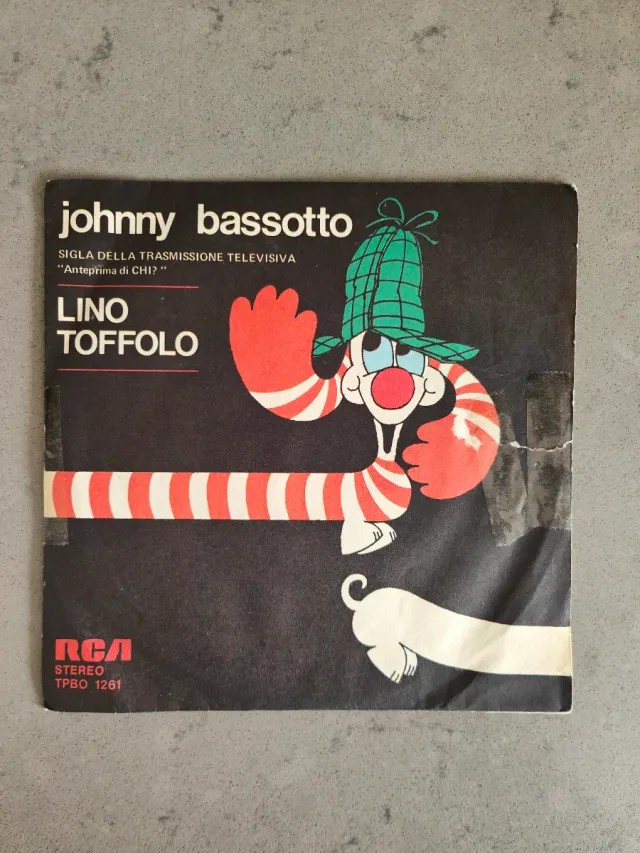 johnny bassotto
SIGLA DELLA TRASMISSIONE TELEVISIVA
"Anteprima di CHI? "
LINO
TOFFOLO
RCA
STEREO
TPBO 1261